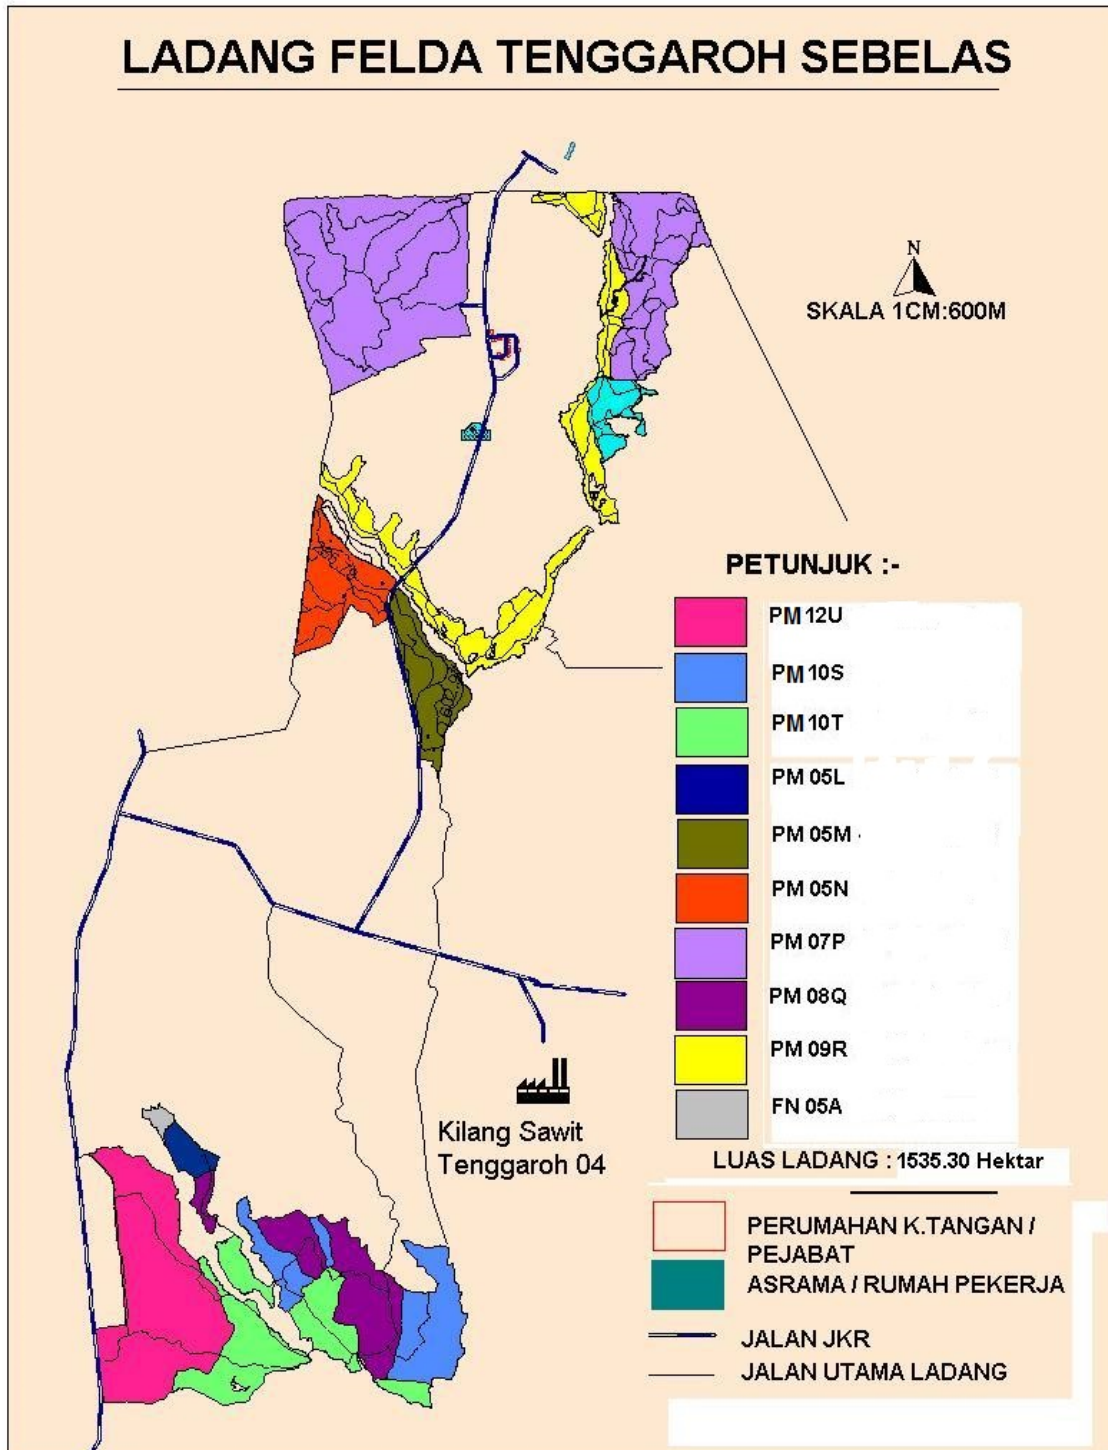 LADANG FELDA TENGGAROH SEBELAS
N
SKALA 1CM:600M
PETUNJUK :-
PM 12U
PM 10S
PM 10T
PM 05L
PM 05M
PM 05N
PM 07P
PM 08Q
PM 09R
FN 05A
Kilang Sawit
Tenggaroh 04
LUAS LADANG : 1535.30 Hektar
PERUMAHAN K.TANGAN /
PEJABAT
ASRAMA / RUMAH PEKERJA
JALAN JKR
JALAN UTAMA LADANG